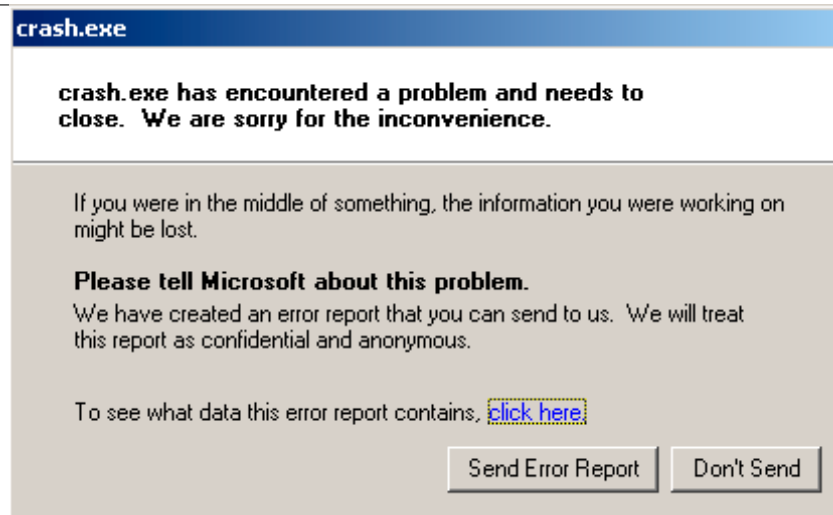 crash.exe
crash.exe has encountered a problem and needs to
close.  We are sorry for the inconvenience.
If you were in the middle of something, the information you were working on
might be lost.
Please tell Microsoft about this problem.
We have created an error report that you can send to us.  We will treat
this report as confidential and anonymous.
To see what data this error report contains, click here.
Send Error Report Don't Send